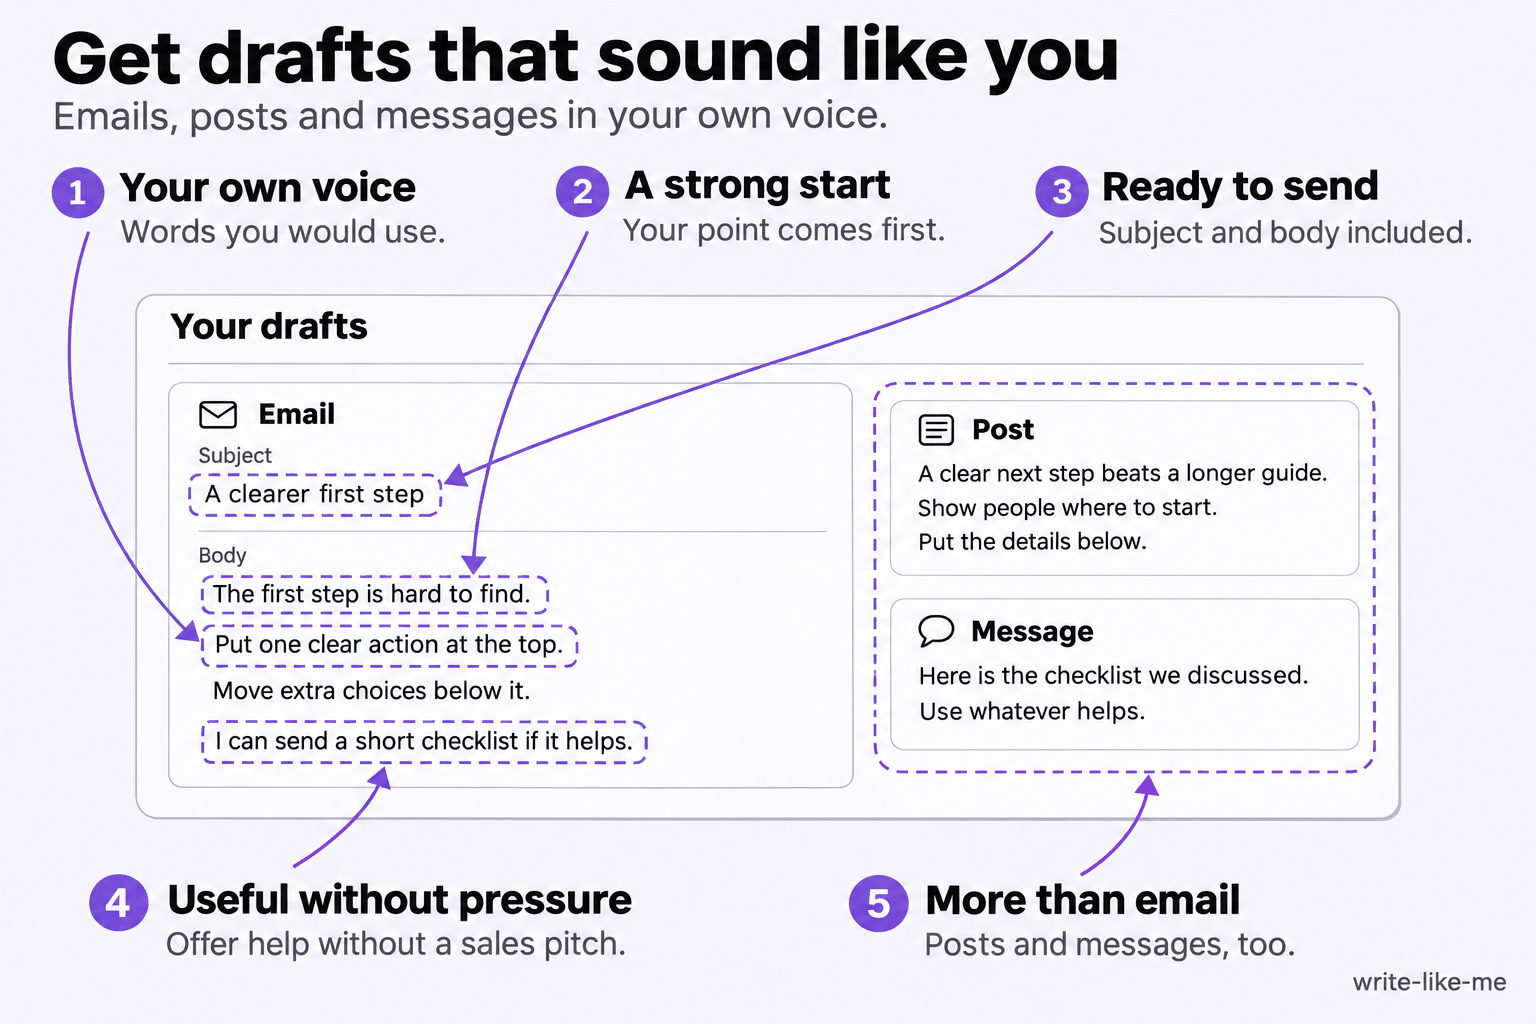 Get drafts that sound like you
Emails, posts and messages in your own voice.
1 Your own voice
Words you would use.
2 A strong start
Your point comes first.
3 Ready to send
Subject and body included.
Your drafts
Email
Subject
A clearer first step
Body
The first step is hard to find.
Put one clear action at the top.
Move extra choices below it.
I can send a short checklist if it helps.
Post
A clear next step beats a longer guide.
Show people where to start.
Put the details below.
Message
Here is the checklist we discussed.
Use whatever helps.
4 Useful without pressure
Offer help without a sales pitch.
5 More than email
Posts and messages, too.
write-like-me